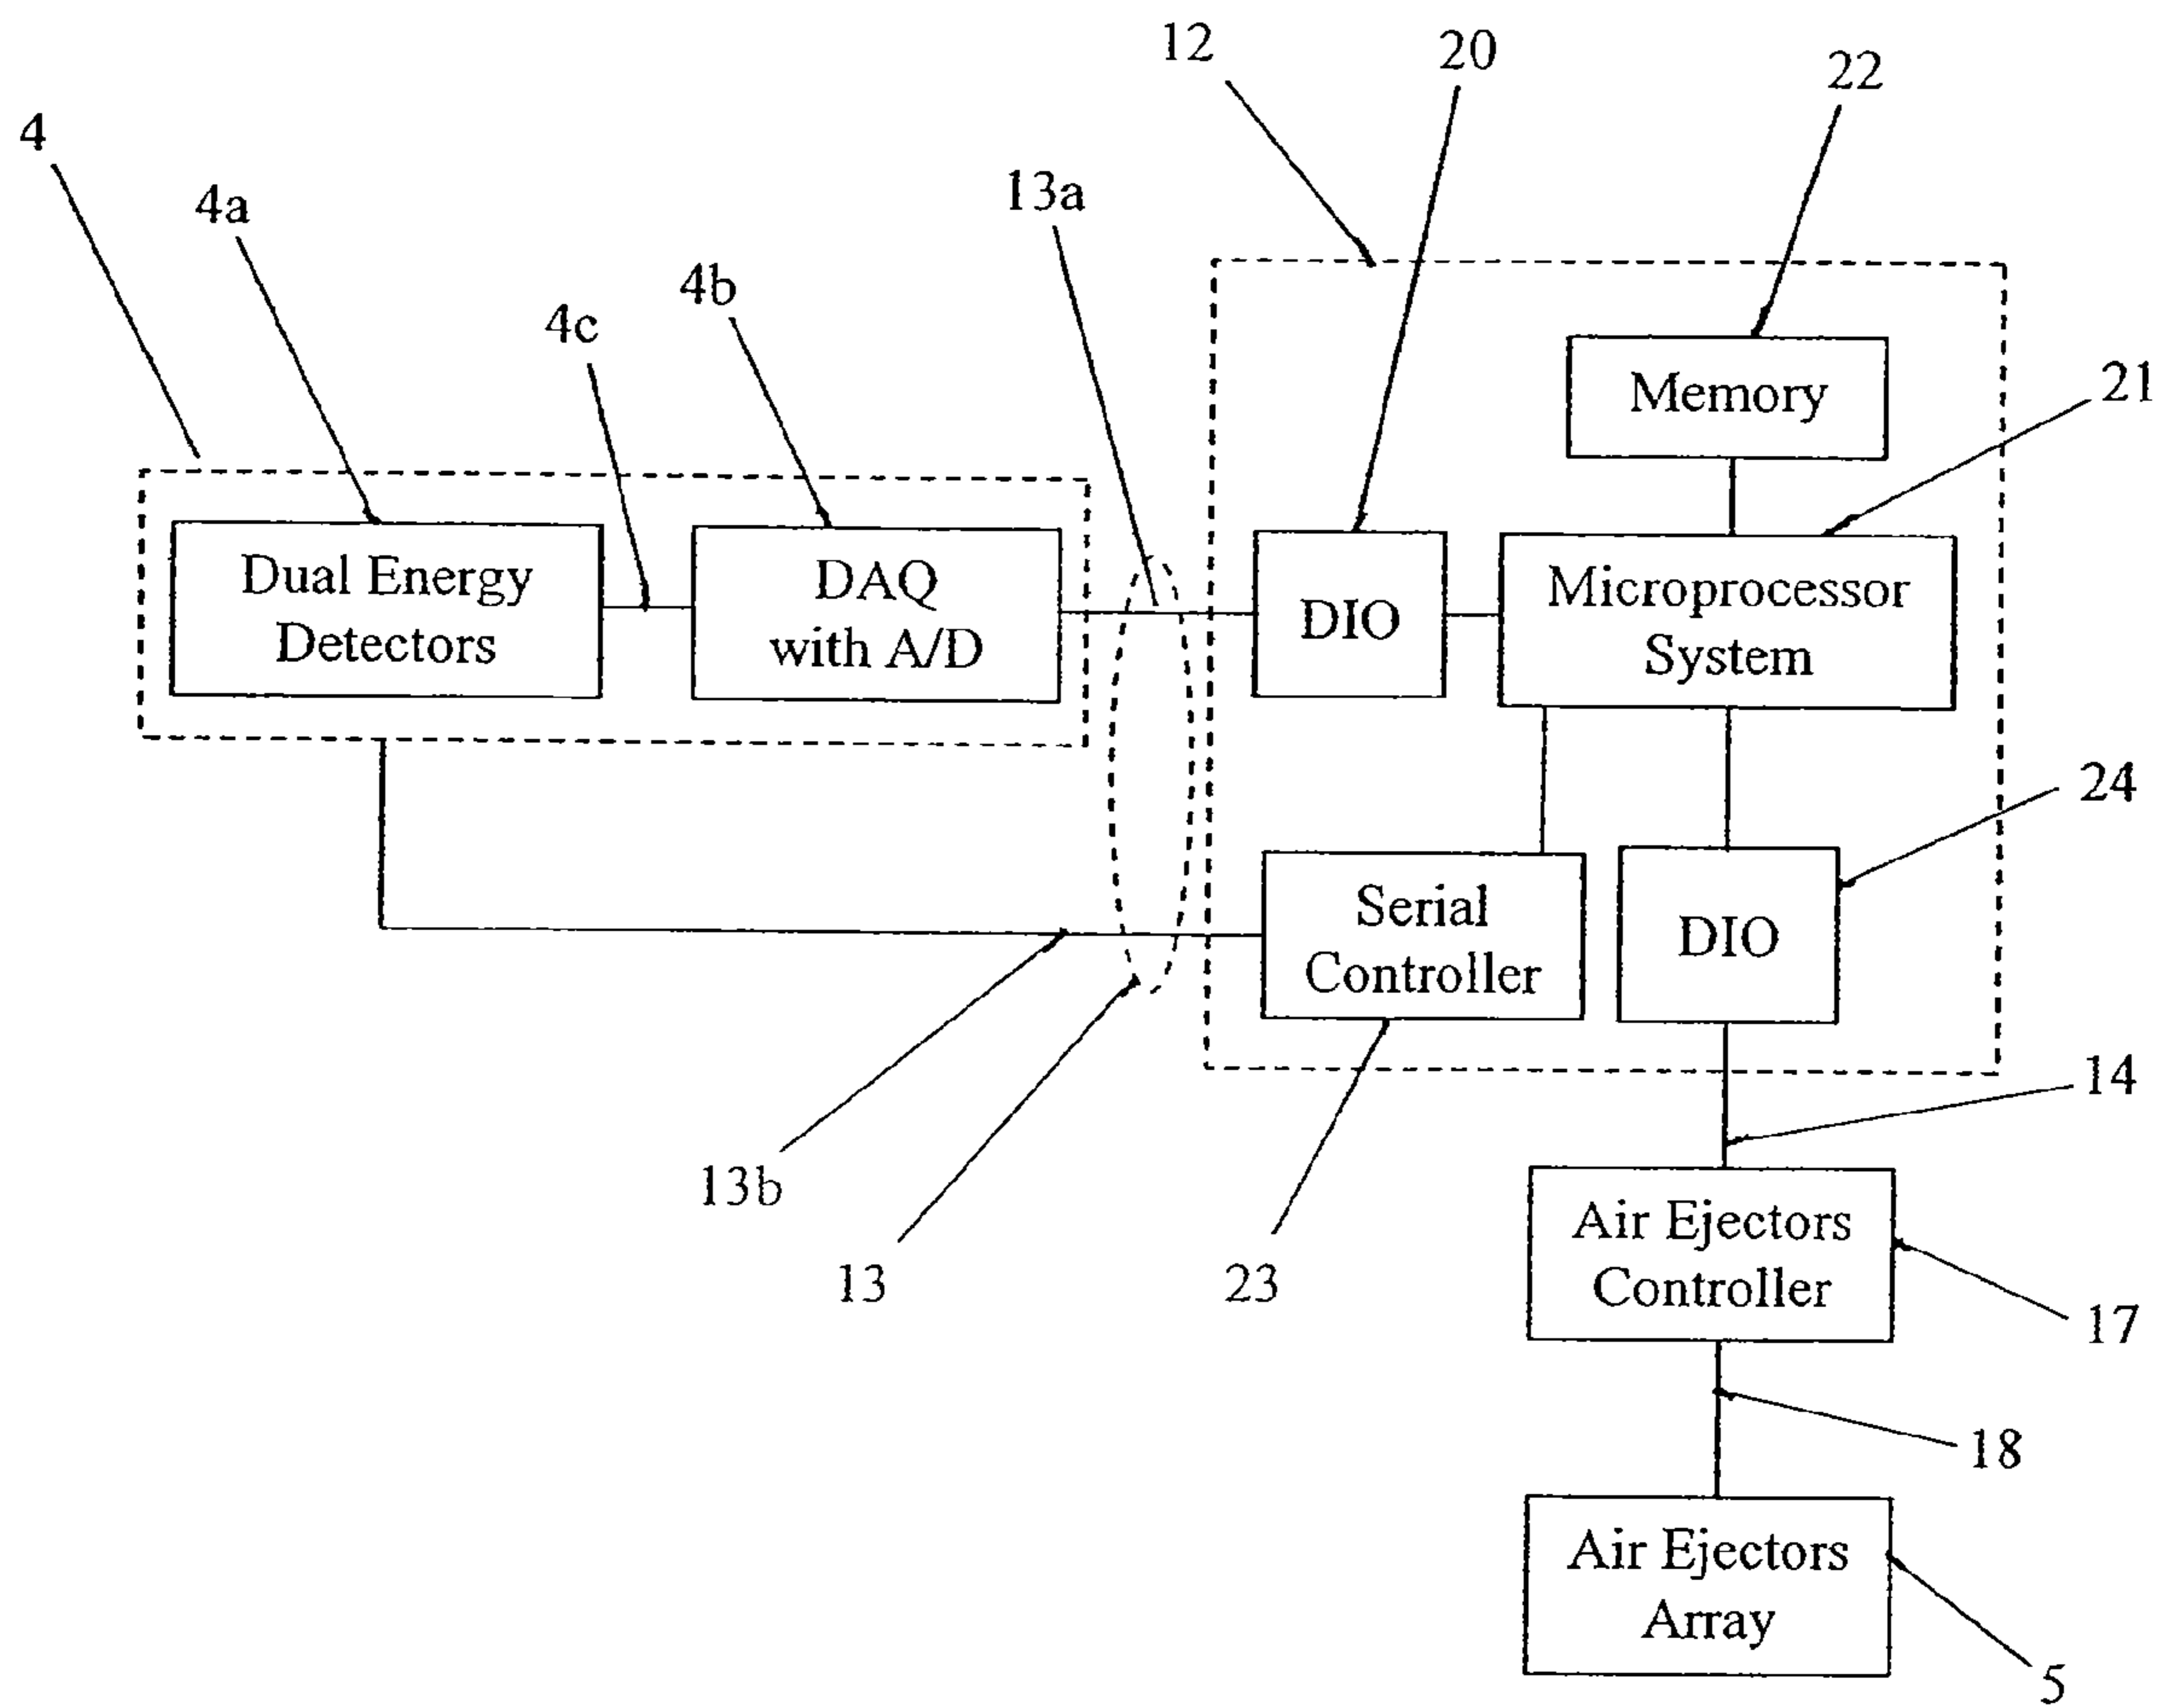 12
20
22
4
4a
13a
4b
4c
21
Memory
Dual Energy
Detectors
DAQ
with A/D
DIO
Microprocessor
System
24
Serial
Controller
DIO
14
13b
13
23
Air Ejectors
Controller
17
18
Air Ejectors
Array
5